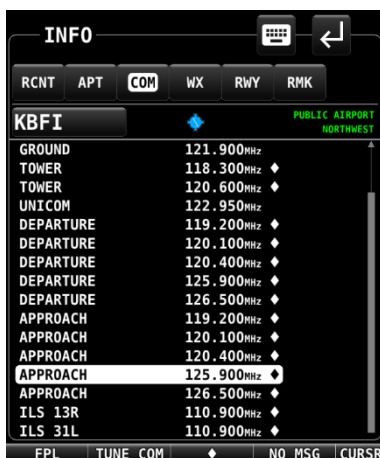 INFO
RCNT APT COM WX RWY RMK
KBFI PUBLIC AIRPORT
NORTHWEST
GROUND 121.900MHz
TOWER 118.300MHz ♦
TOWER 120.600MHz ♦
UNICOM 122.950MHz
DEPARTURE 119.200MHz ♦
DEPARTURE 120.100MHz ♦
DEPARTURE 120.400MHz ♦
DEPARTURE 125.900MHz ♦
DEPARTURE 126.500MHz ♦
APPROACH 119.200MHz ♦
APPROACH 120.100MHz ♦
APPROACH 120.400MHz ♦
APPROACH 125.900MHz ♦
APPROACH 126.500MHz ♦
ILS 13R 110.900MHz ♦
ILS 31L 110.900MHz ♦
FPL TUNE COM ♦ NO MSG CURSR